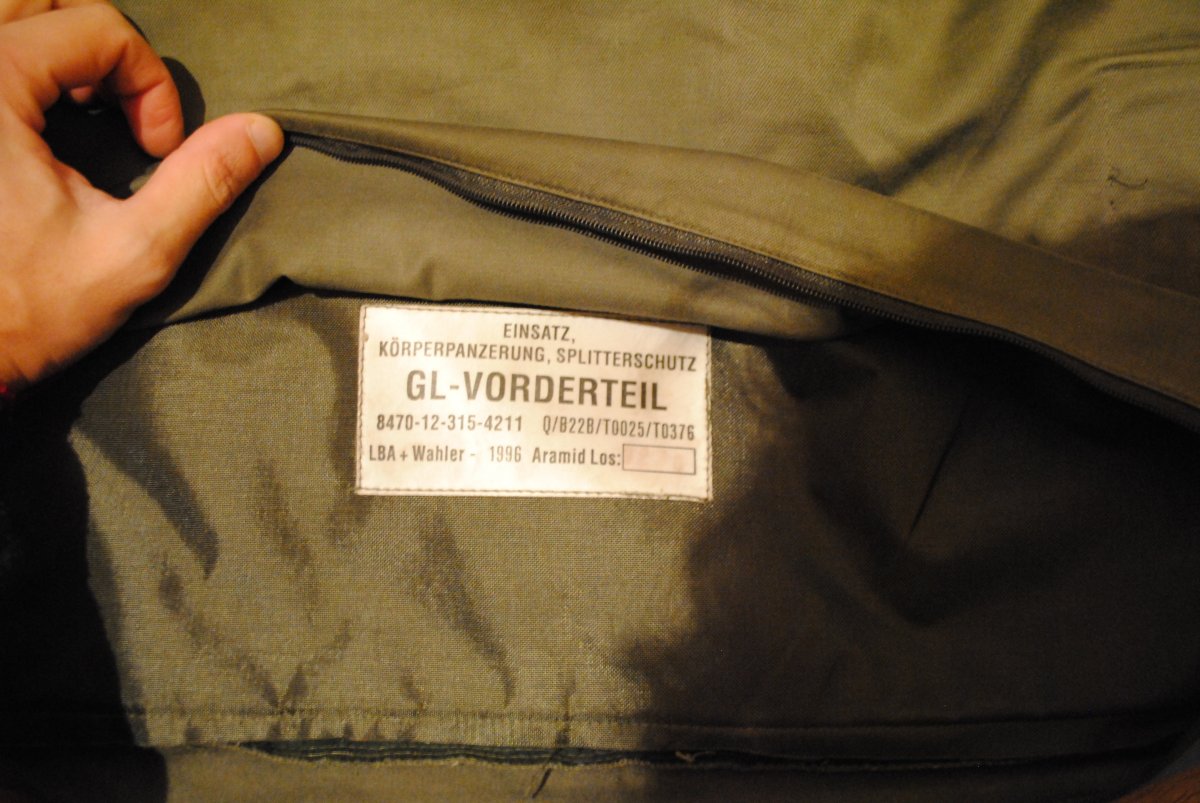 EINSATZ,
KÖRPERPANZERUNG, SPLITTERSCHUTZ
GL-VORDERTEIL
8470-12-315-4211 Q/B22B/T0025/T0376
LBA + Wahler - 1996 Aramid Los: